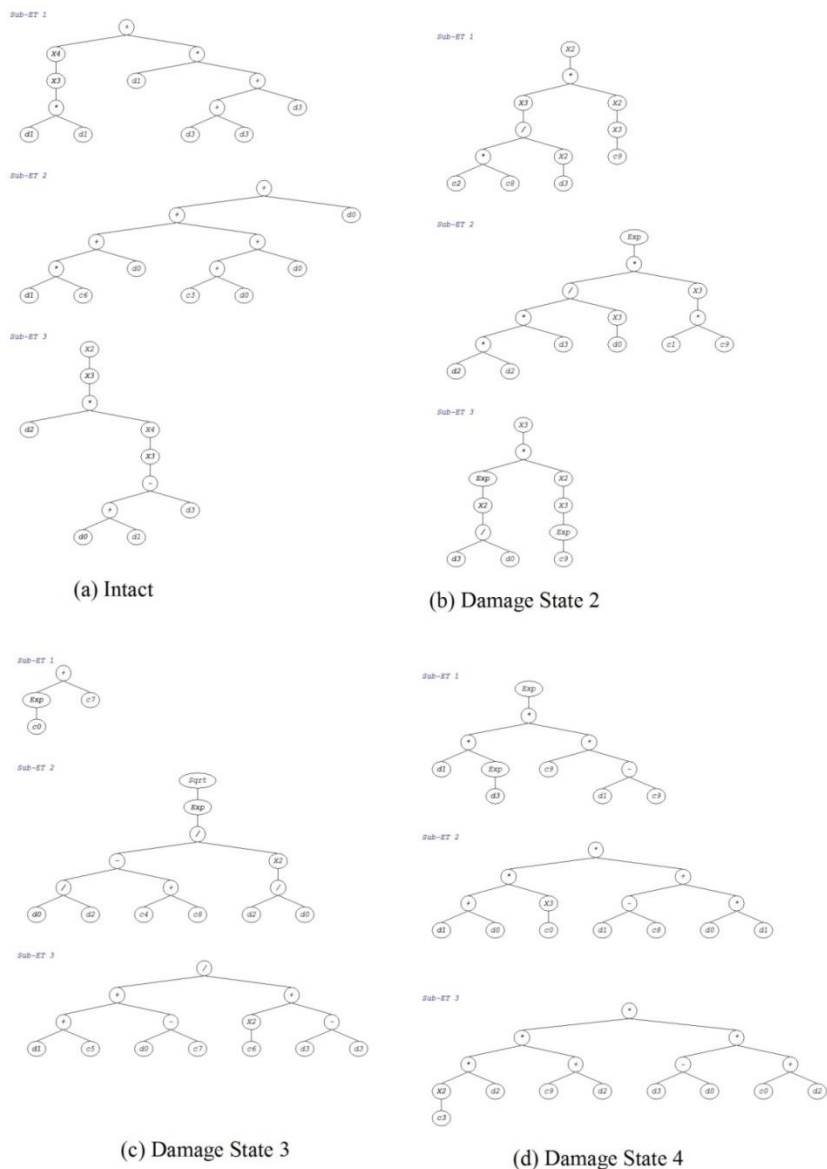 Sub-ET 1
+
X4 *
X3 d1 +
* + d3
d1 d1 d3 d3
Sub-ET 2
+
+ d0
+ +
* d0 + d0
d1 c6 c3 d0
Sub-ET 3
X2
X3
*
d2 X4
X3
-
+ d3
d0 d1
(a) Intact
Sub-ET 1
X2
*
X3 X2
/ X3
* X2 c9
c2 c8 d3
Sub-ET 2
Exp
*
/ X3
* X3 *
* d3 d0 c1 c9
d2 d2
Sub-ET 3
X3
*
Exp X2
X2 X3
/ Exp
d3 d0 c9
(b) Damage State 2
Sub-ET 1
+
Exp c7
c0
Sub-ET 2
Sqrt
Exp
/
- X2
/ + /
d0 d2 c4 c8 d2 d0
Sub-ET 3
/
+ +
+ - X2 -
d1 c5 d0 c7 c6 d3 d3
(c) Damage State 3
Sub-ET 1
Exp
*
* *
d1 Exp c9 -
d3 d1 c9
Sub-ET 2
*
* +
+ X3 - *
d1 d0 c0 d1 c8 d0 d1
Sub-ET 3
*
* *
* + - +
X2 d2 c9 d2 d3 d0 c0 d2
c3
(d) Damage State 4